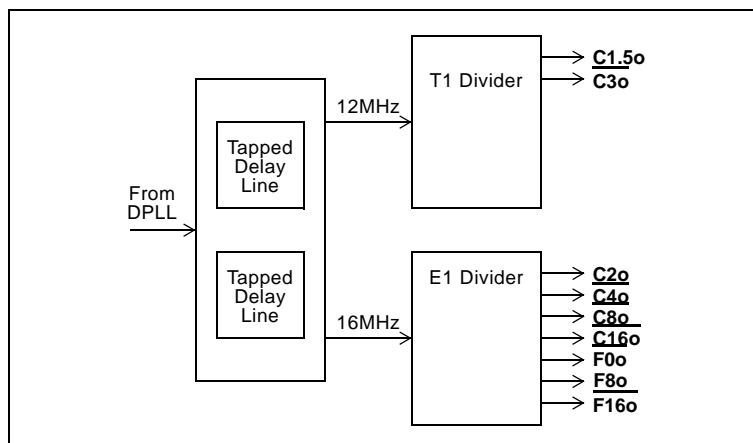 C1.5o
C3o
T1 Divider
12MHz
Tapped
Delay
Line
From
DPLL
Tapped
Delay
Line
16MHz
E1 Divider
C2o
C4o
C8o
C16o
F0o
F8o
F16o